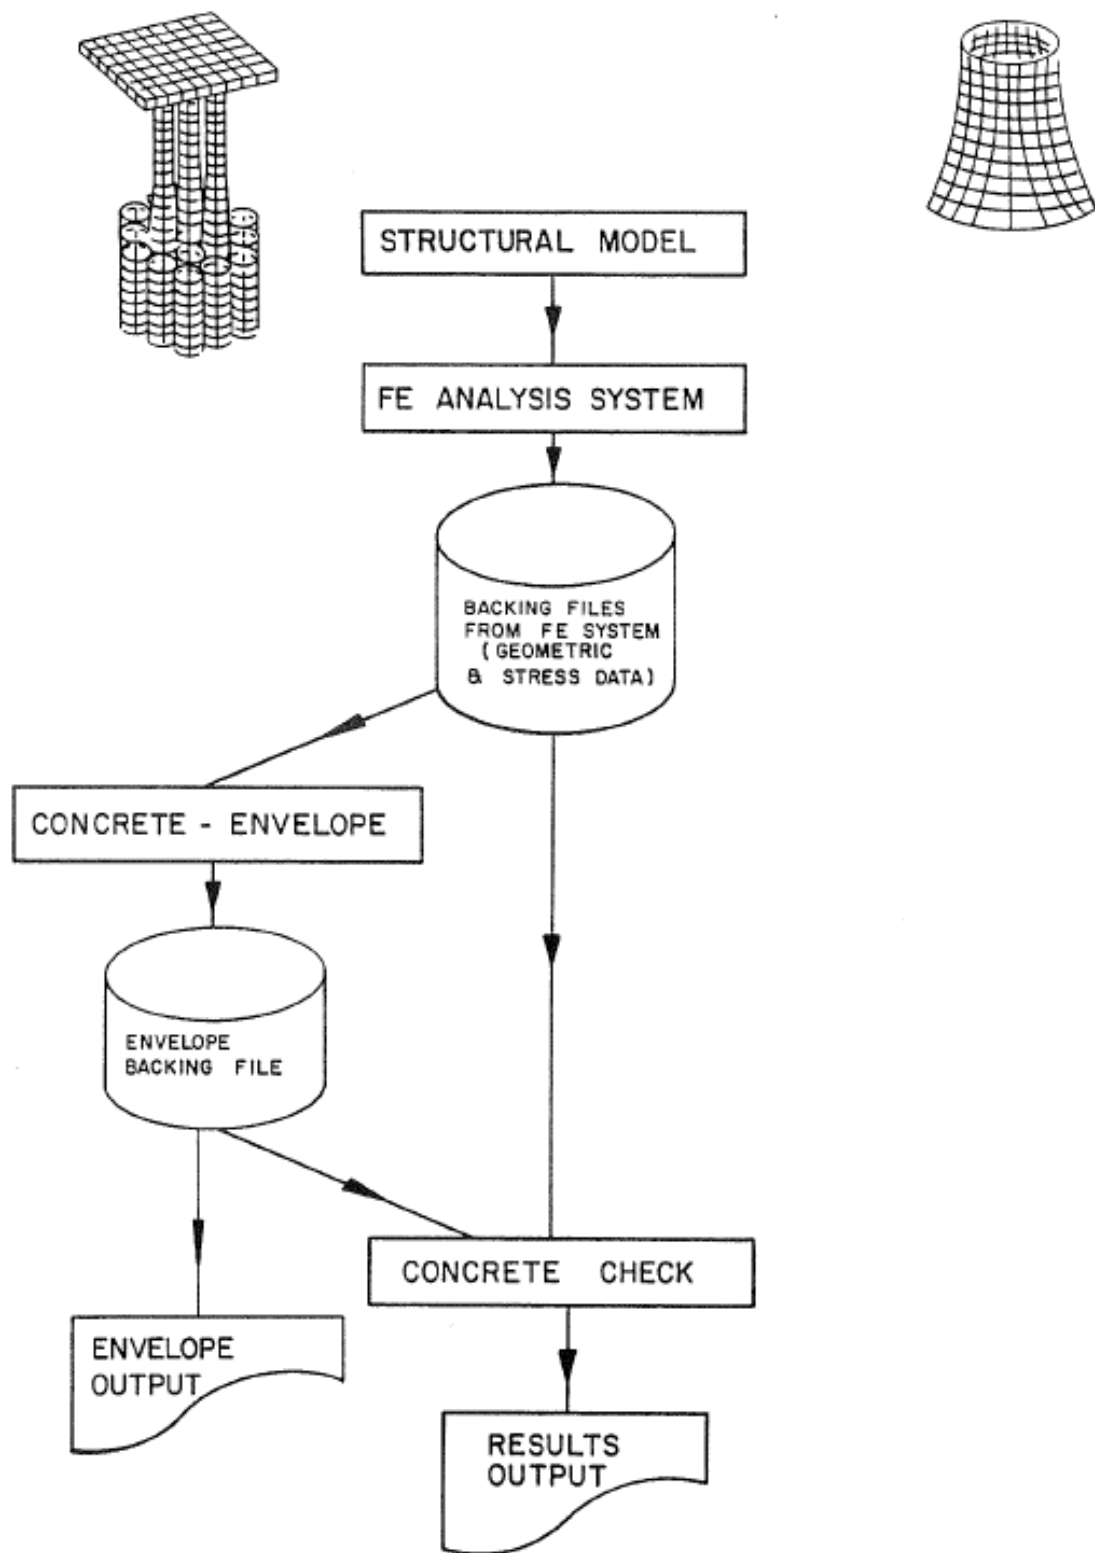 STRUCTURAL MODEL
FE ANALYSIS SYSTEM
BACKING FILES
FROM FE SYSTEM
(GEOMETRIC
& STRESS DATA)
CONCRETE - ENVELOPE
ENVELOPE
BACKING FILE
CONCRETE CHECK
ENVELOPE
OUTPUT
RESULTS
OUTPUT